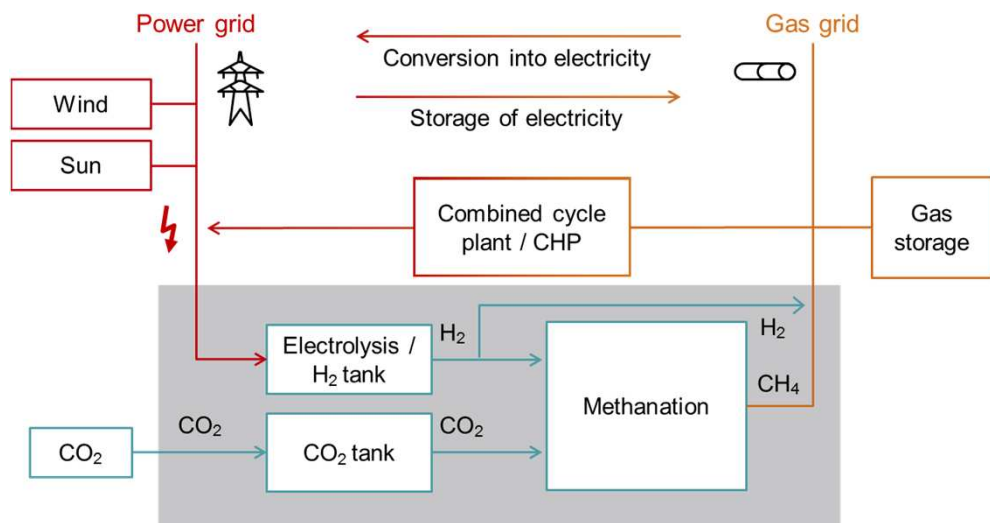 Power grid
Gas grid
Conversion into electricity
Storage of electricity
Wind
Sun
Combined cycle
plant / CHP
Gas
storage
Electrolysis /
H₂ tank
H₂
H₂
Methanation
CH₄
CO₂
CO₂
CO₂ tank
CO₂